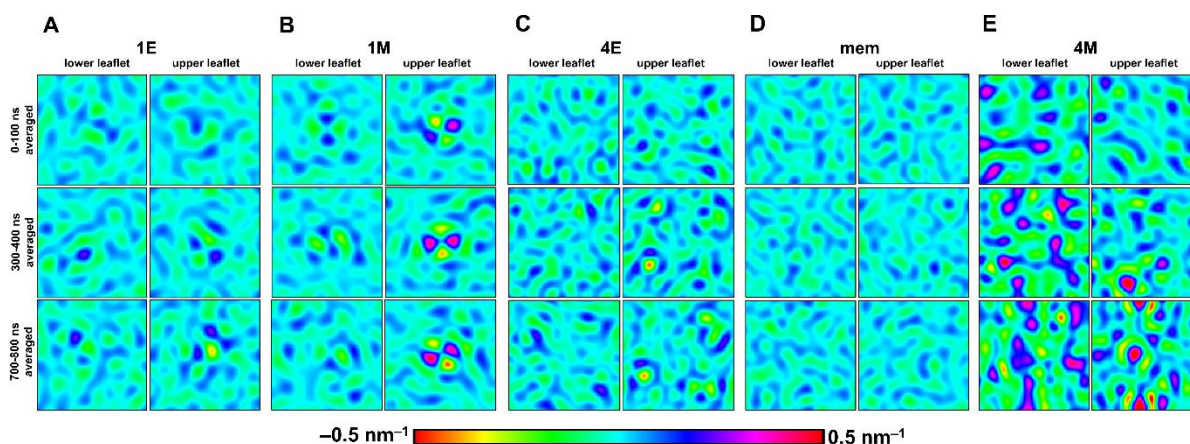 A B C D E
1E 1M 4E mem 4M
lower leaflet upper leaflet lower leaflet upper leaflet lower leaflet upper leaflet lower leaflet upper leaflet lower leaflet upper leaflet
0-100 ns
averaged
300-400 ns
averaged
700-800 ns
averaged
−0.5 nm⁻¹ 0.5 nm⁻¹